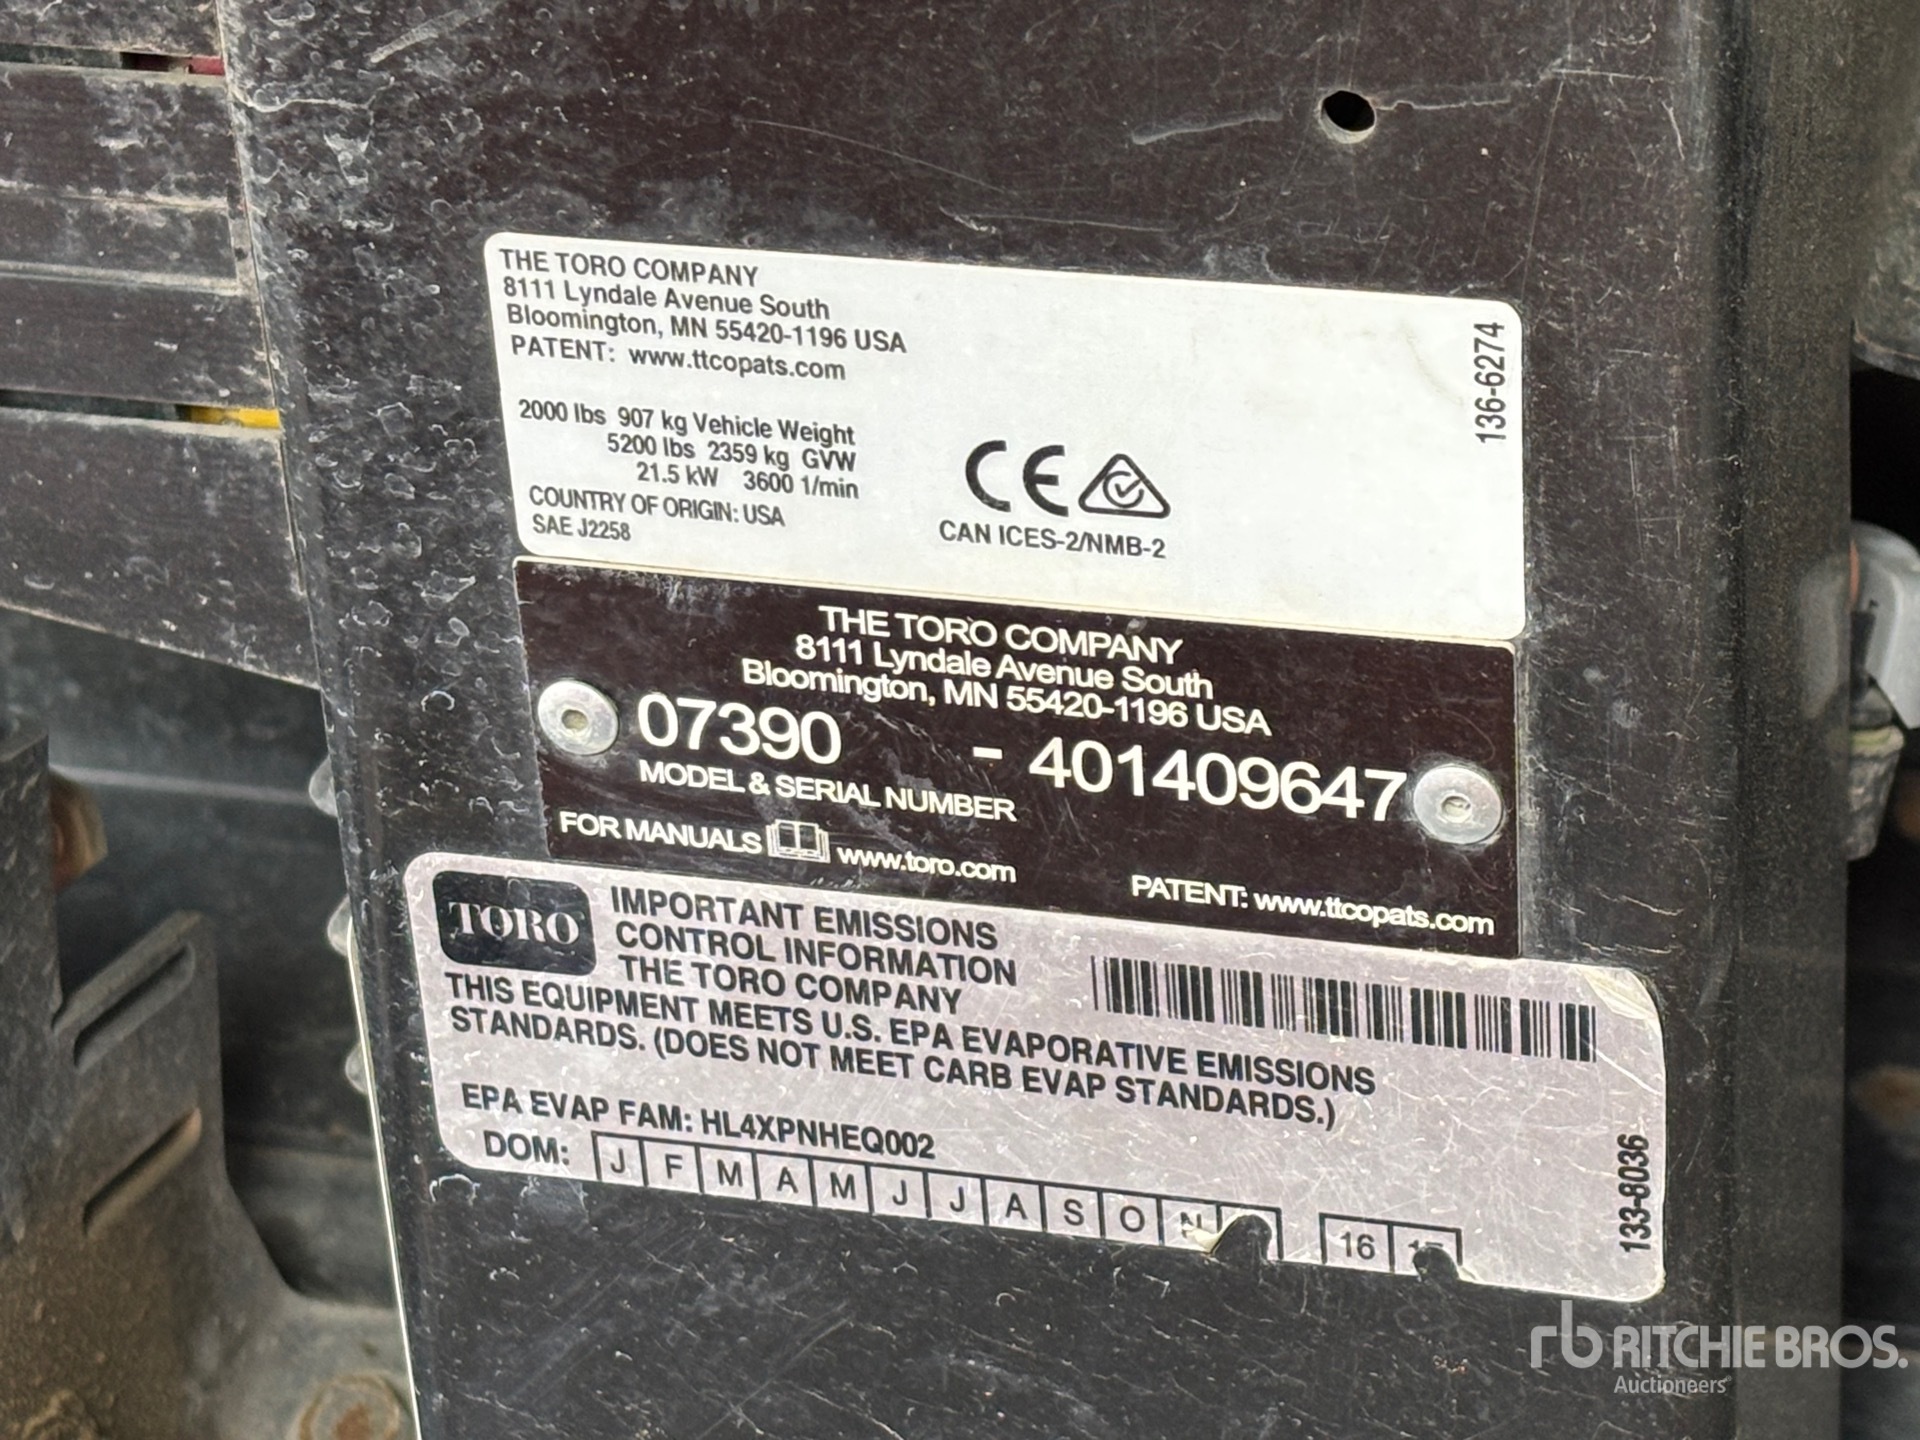 THE TORO COMPANY
8111 Lyndale Avenue South
Bloomington, MN 55420-1196 USA
PATENT: www.ttcopats.com
136-6274
2000 lbs 907 kg Vehicle Weight
5200 lbs 2359 kg GVW
21.5 kW 3600 1/min
COUNTRY OF ORIGIN: USA
SAE J2258
CE
CAN ICES-2/NMB-2
THE TORO COMPANY
8111 Lyndale Avenue South
Bloomington, MN 55420-1196 USA
07390 - 401409647
MODEL & SERIAL NUMBER
FOR MANUALS www.toro.com
PATENT: www.ttcopats.com
TORO
IMPORTANT EMISSIONS
CONTROL INFORMATION
THE TORO COMPANY
THIS EQUIPMENT MEETS U.S. EPA EVAPORATIVE EMISSIONS
STANDARDS. (DOES NOT MEET CARB EVAP STANDARDS.)
EPA EVAP FAM: HL4XPNHEQ002
DOM: J F M A M J J A S O N 16
133-8036
rb RITCHIE BROS.
Auctioneers